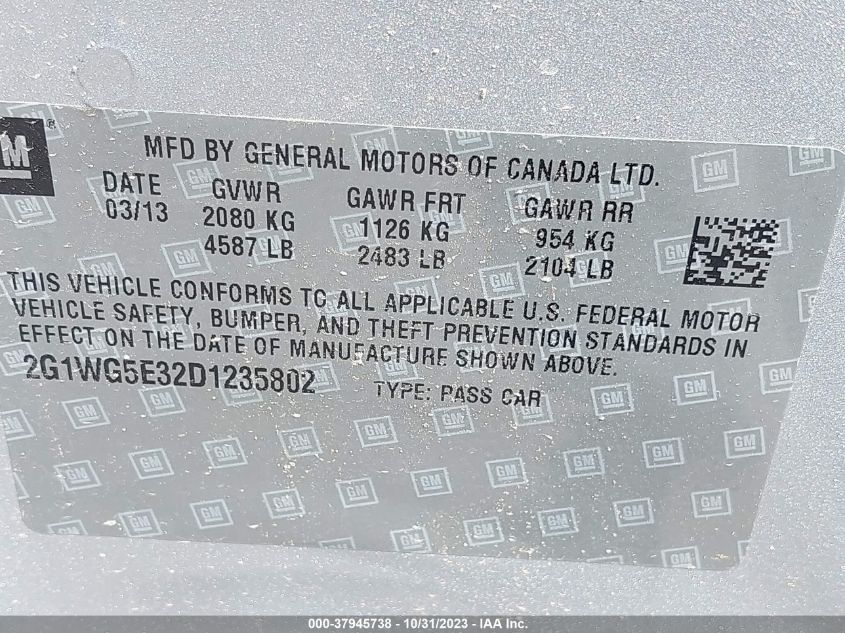 GM ®
MFD BY GENERAL MOTORS OF CANADA LTD.
DATE GVWR GAWR FRT GAWR RR
03/13 2080 KG 1126 KG 954 KG
4587 LB 2483 LB 2104 LB
THIS VEHICLE CONFORMS TO ALL APPLICABLE U.S. FEDERAL MOTOR
VEHICLE SAFETY, BUMPER, AND THEFT PREVENTION STANDARDS IN
EFFECT ON THE DATE OF MANUFACTURE SHOWN ABOVE.
2G1WG5E32D1235802 TYPE: PASS CAR
000-37945738 - 10/31/2023 - IAA Inc.